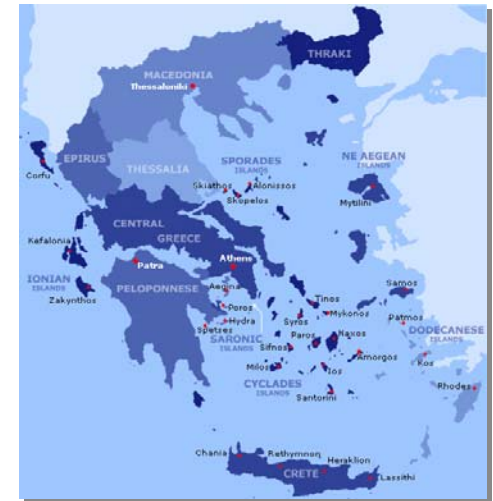 THRAKI
MACEDONIA
Thessaloniki
EPIRUS
Corfu
THESSALIA
SPORADES
ISLANDS
Skiathos
Alonissos
Skopelos
NE AEGEAN
ISLANDS
Mytilini
CENTRAL
GREECE
Kefalonia
Patra
Athens
IONIAN
ISLANDS
Zakynthos
PELOPONNESE
Aegina
Poros
Hydra
Spetses
SARONIC
ISLANDS
Tinos
Mykonos
Syros
Samos
Patmos
DODECANESE
ISLANDS
Paros
Naxos
Sifnos
Amorgos
Kos
Milos
Ios
CYCLADES
ISLANDS
Santorini
Rhodes
Chania
Rethymnon
Heraklion
CRETE
Lassithi